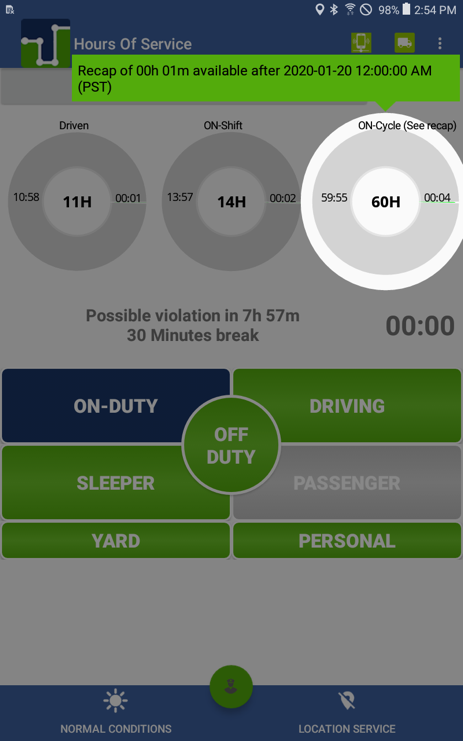 98% 2:54 PM
Hours Of Service
Recap of 00h 01m available after 2020-01-20 12:00:00 AM
(PST)
Driven
ON-Shift
ON-Cycle (See recap)
10:58 11H 00:01
13:57 14H 00:02
59:55 60H 00:04
Possible violation in 7h 57m
30 Minutes break
00:00
ON-DUTY
DRIVING
OFF
DUTY
SLEEPER
PASSENGER
YARD
PERSONAL
NORMAL CONDITIONS
LOCATION SERVICE